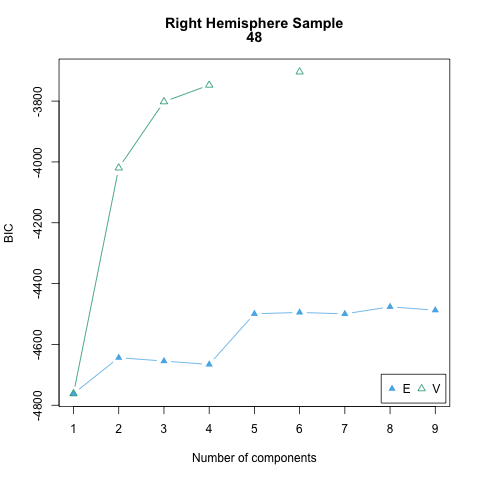 Right Hemisphere Sample
48
BIC
-3800
-4000
-4200
-4400
-4600
-4800
1 2 3 4 5 6 7 8 9
Number of components
E V